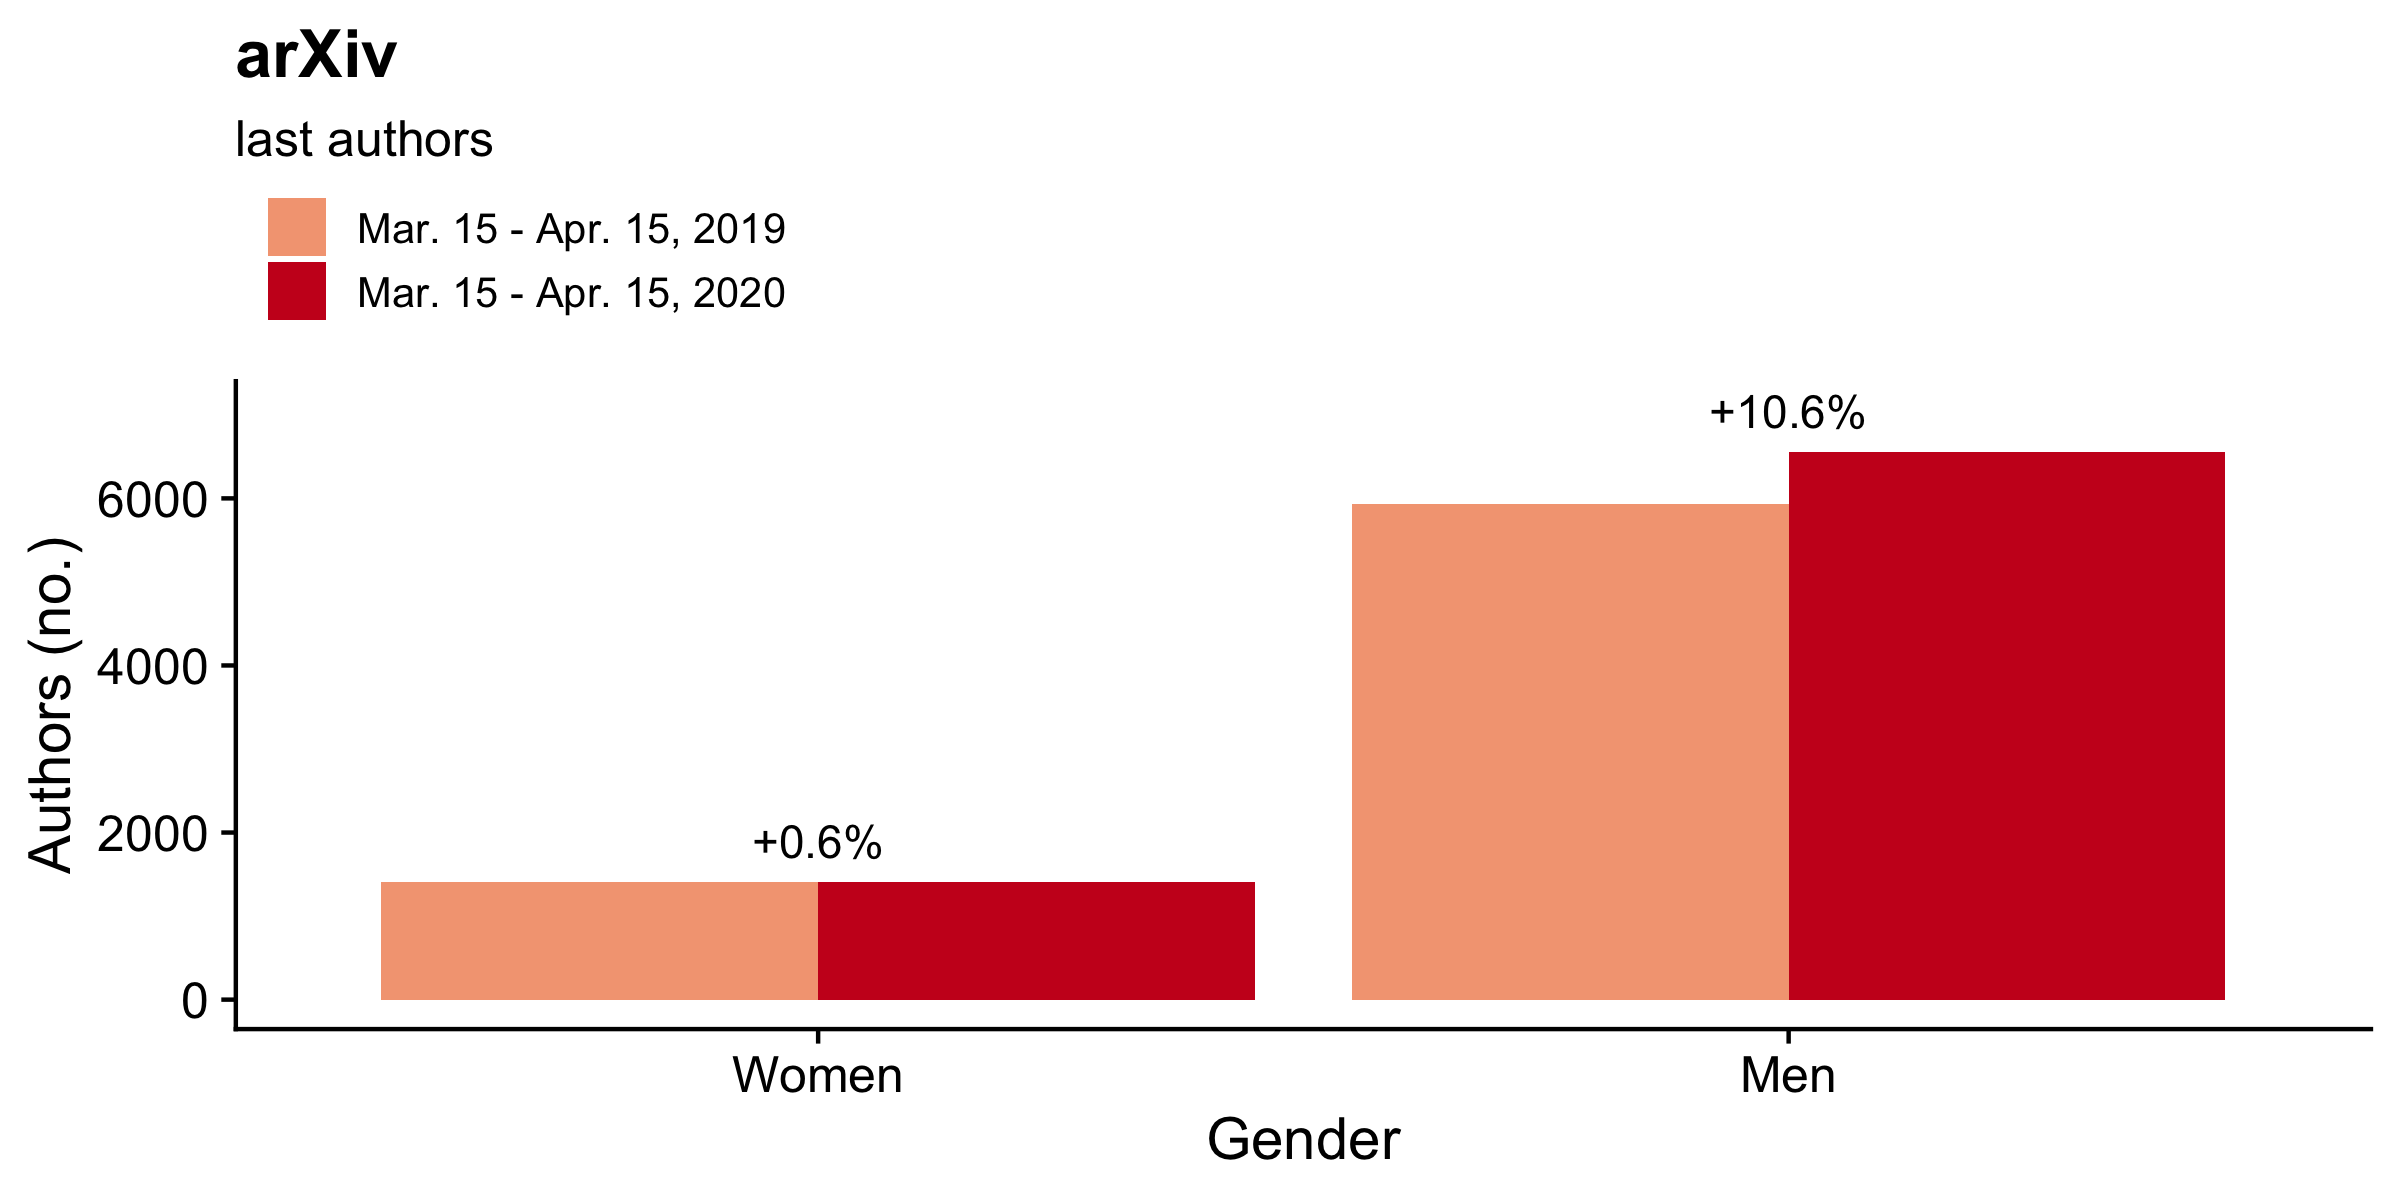 arXiv
last authors
Mar. 15 - Apr. 15, 2019
Mar. 15 - Apr. 15, 2020
Authors (no.)
6000
4000
2000
0
+0.6%
+10.6%
Women
Men
Gender